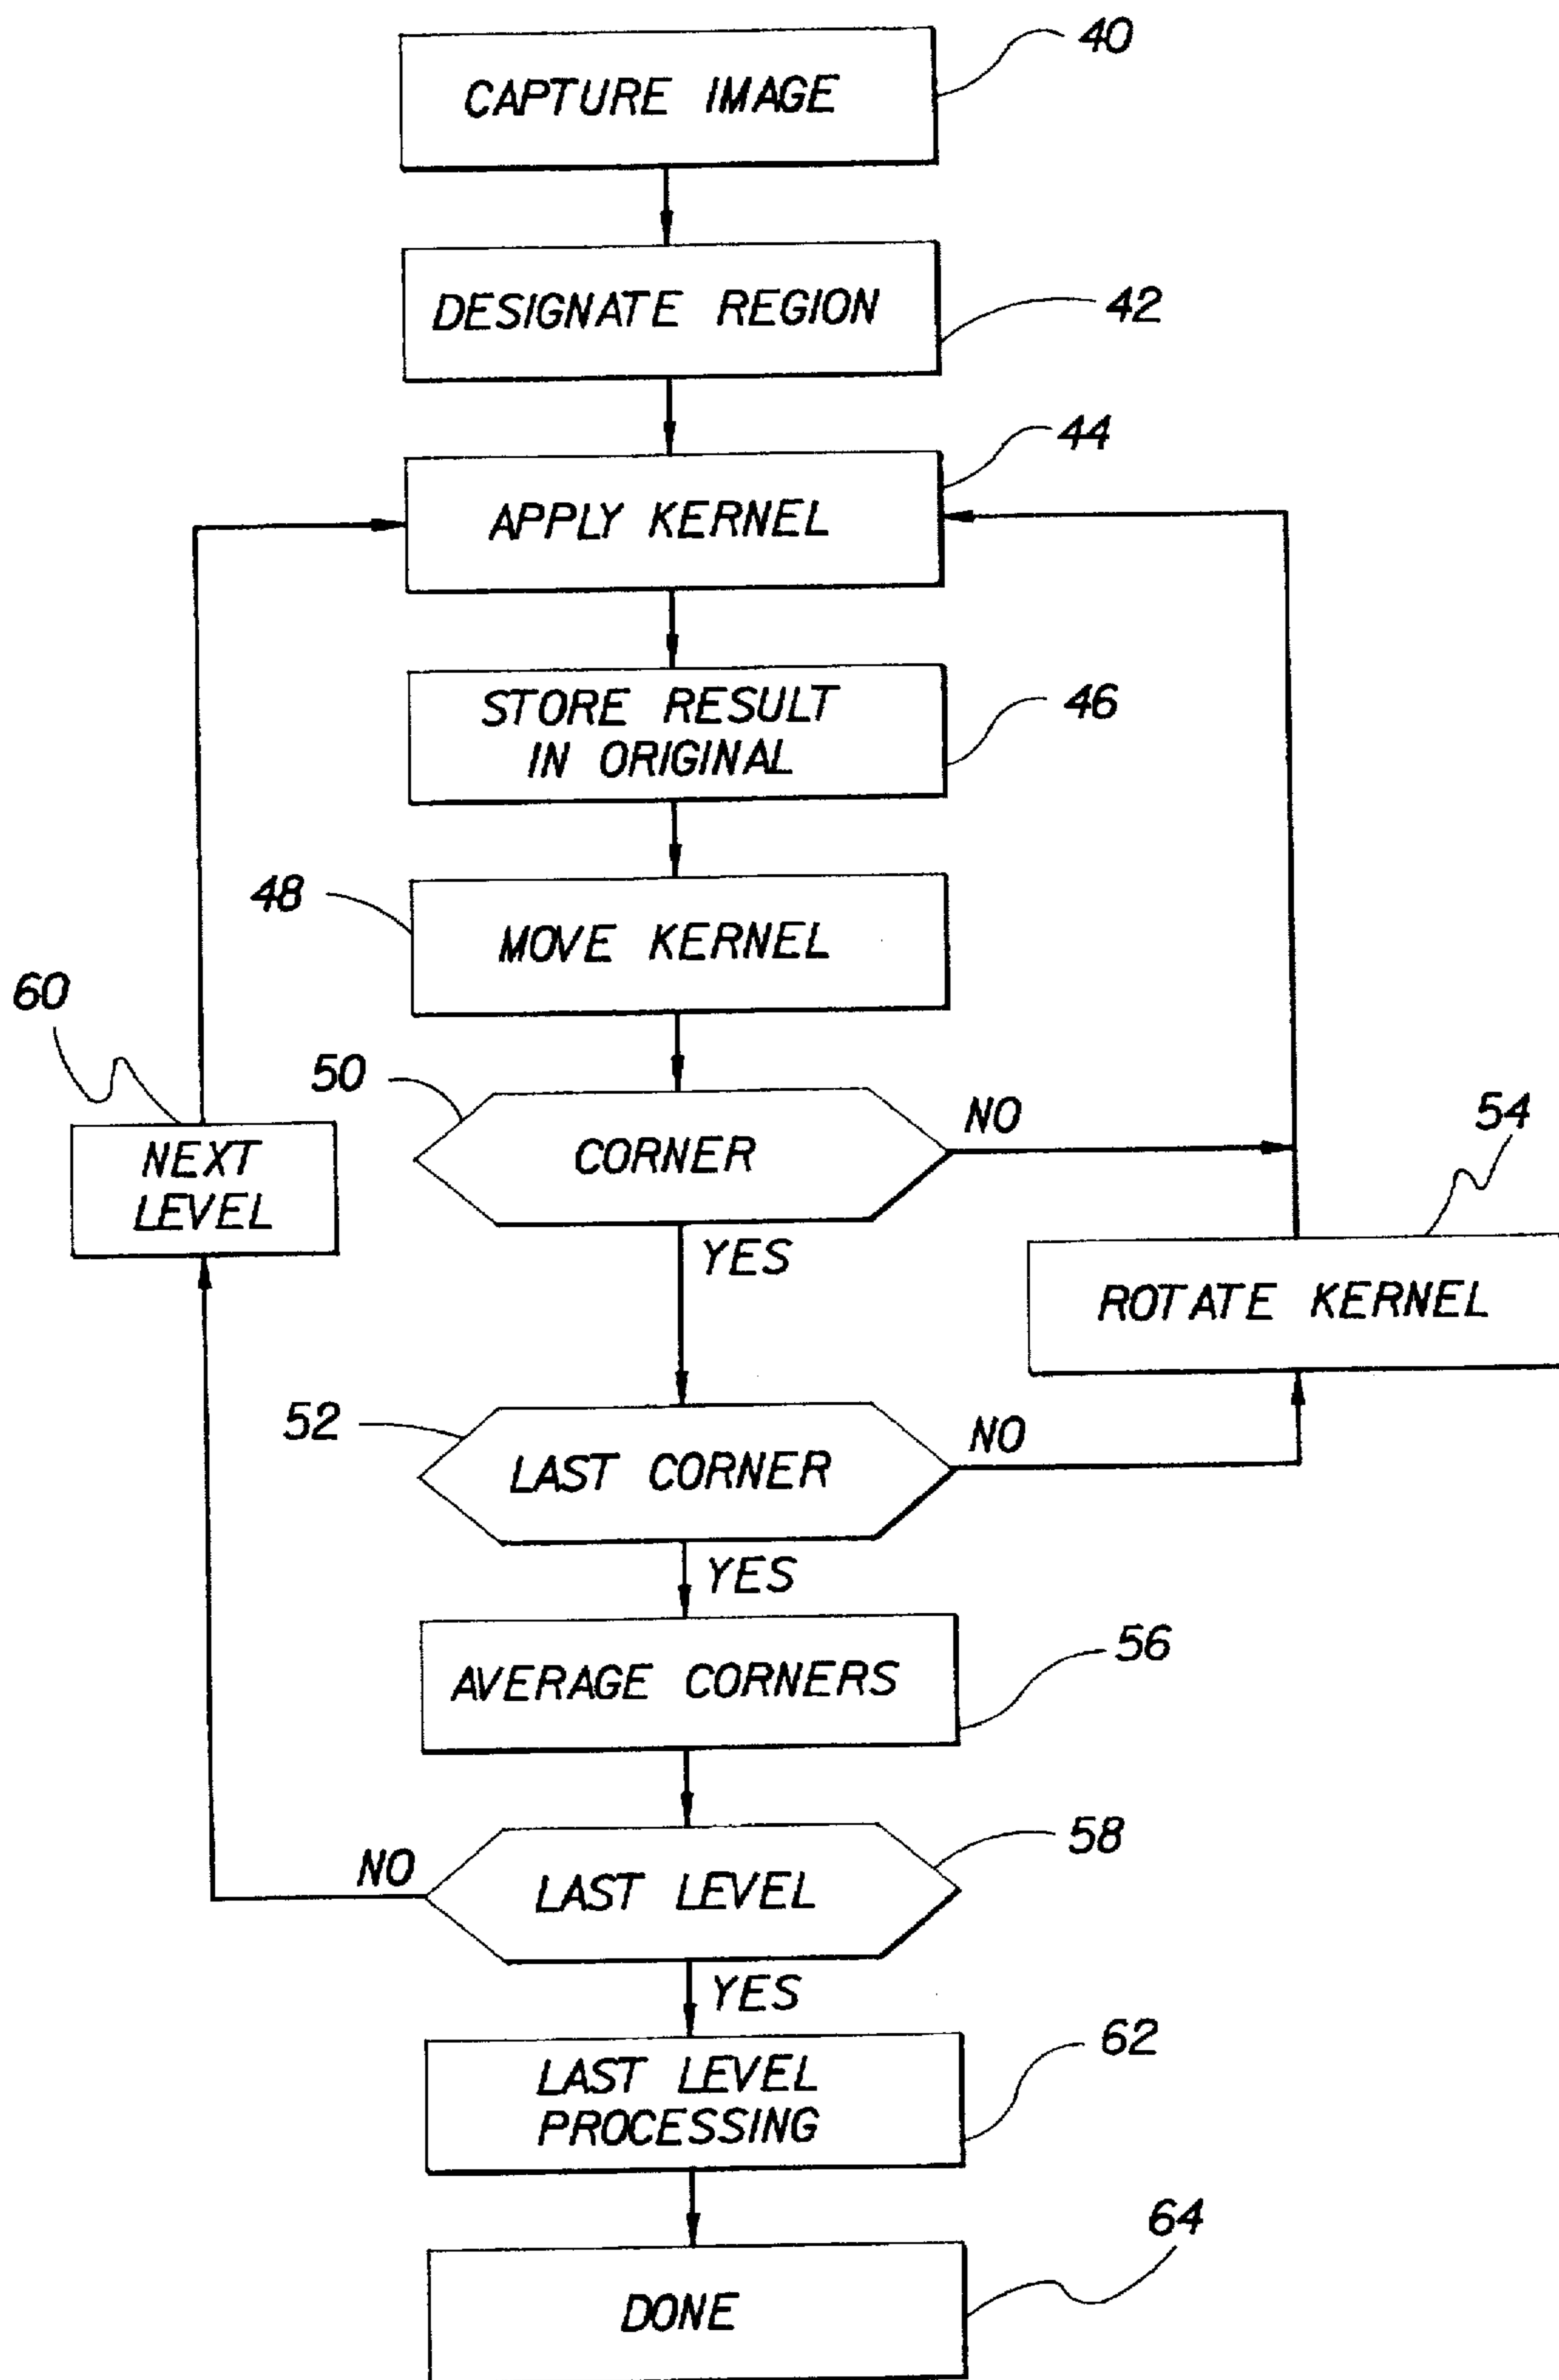 40
CAPTURE IMAGE
DESIGNATE REGION
42
44
APPLY KERNEL
STORE RESULT
IN ORIGINAL
46
48
MOVE KERNEL
60
50
CORNER
NO
54
NEXT
LEVEL
YES
ROTATE KERNEL
52
LAST CORNER
NO
YES
AVERAGE CORNERS
56
58
NO
LAST LEVEL
YES
LAST LEVEL
PROCESSING
62
64
DONE